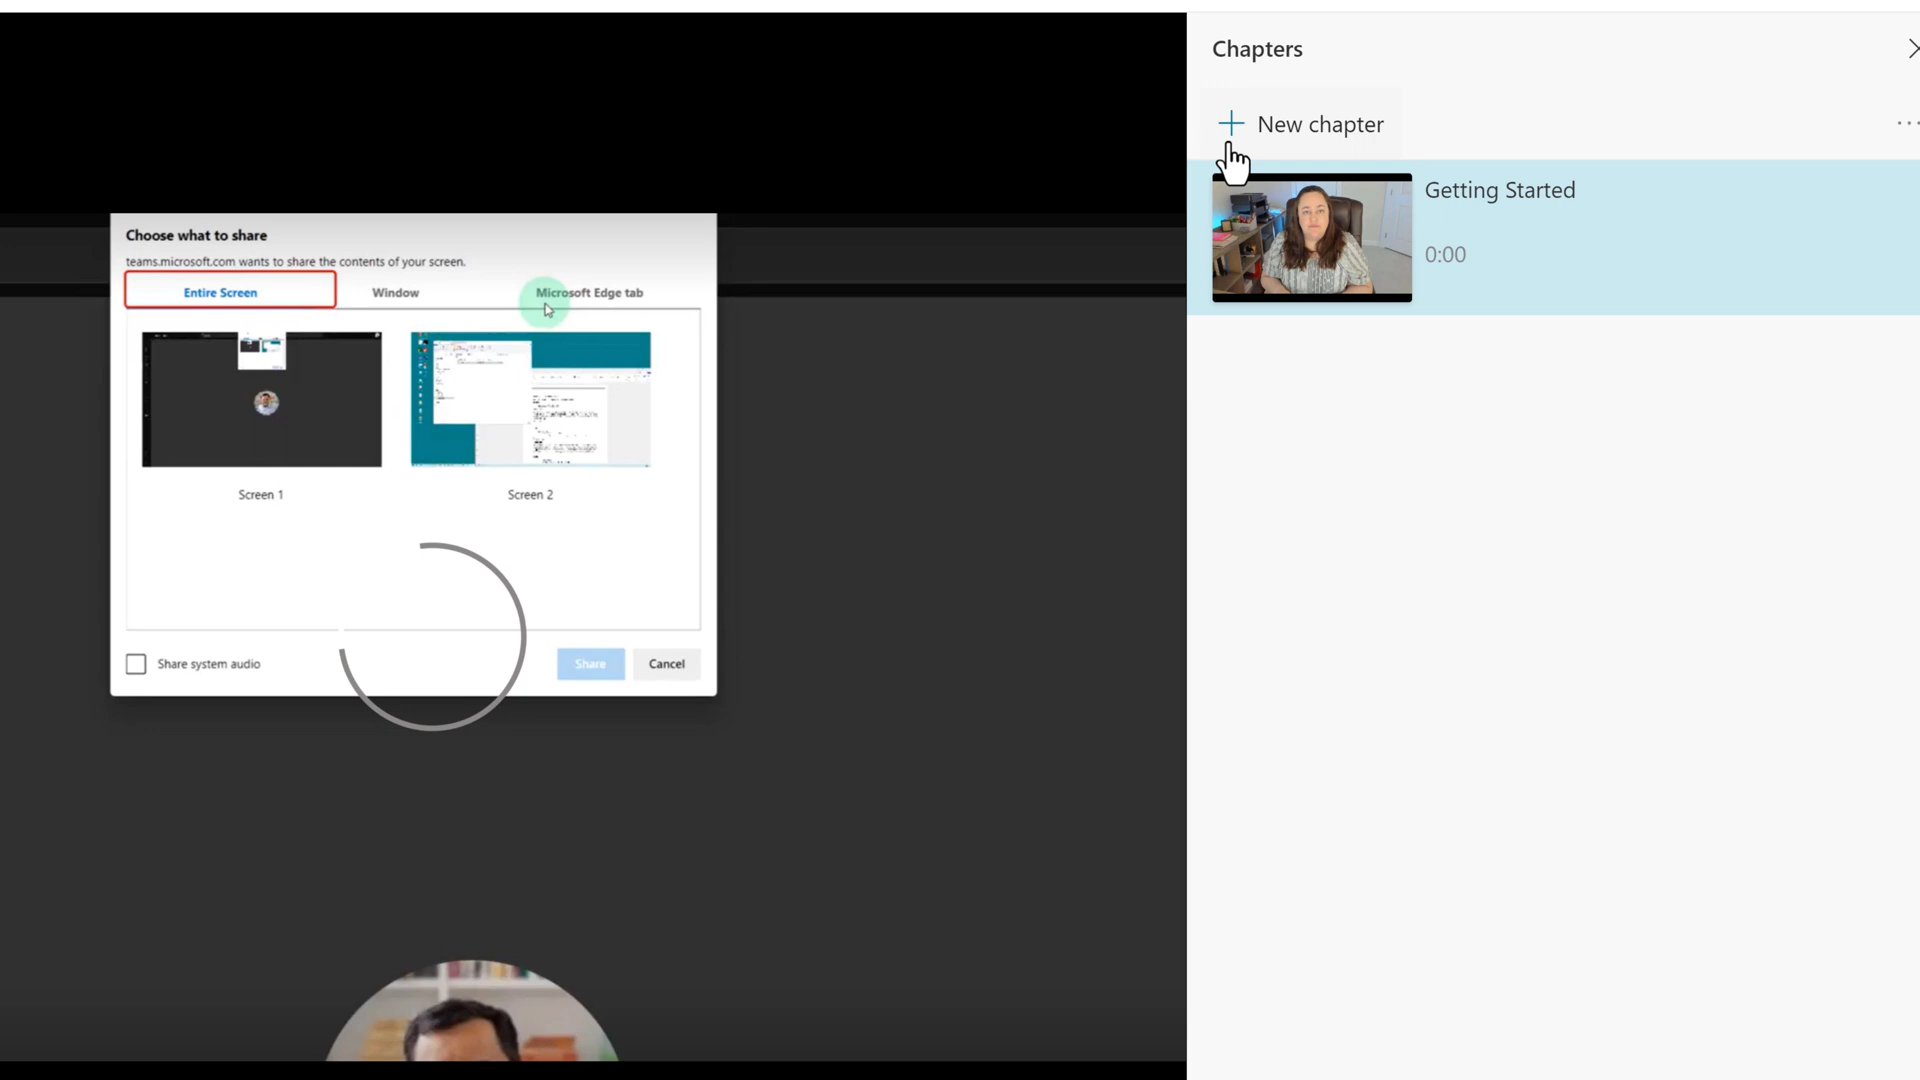 Choose what to share
teams.microsoft.com wants to share the contents of your screen.
Entire Screen
Window
Microsoft Edge tab
Screen 1
Screen 2
Share system audio
Share
Cancel
Chapters
New chapter
Getting Started
0:00